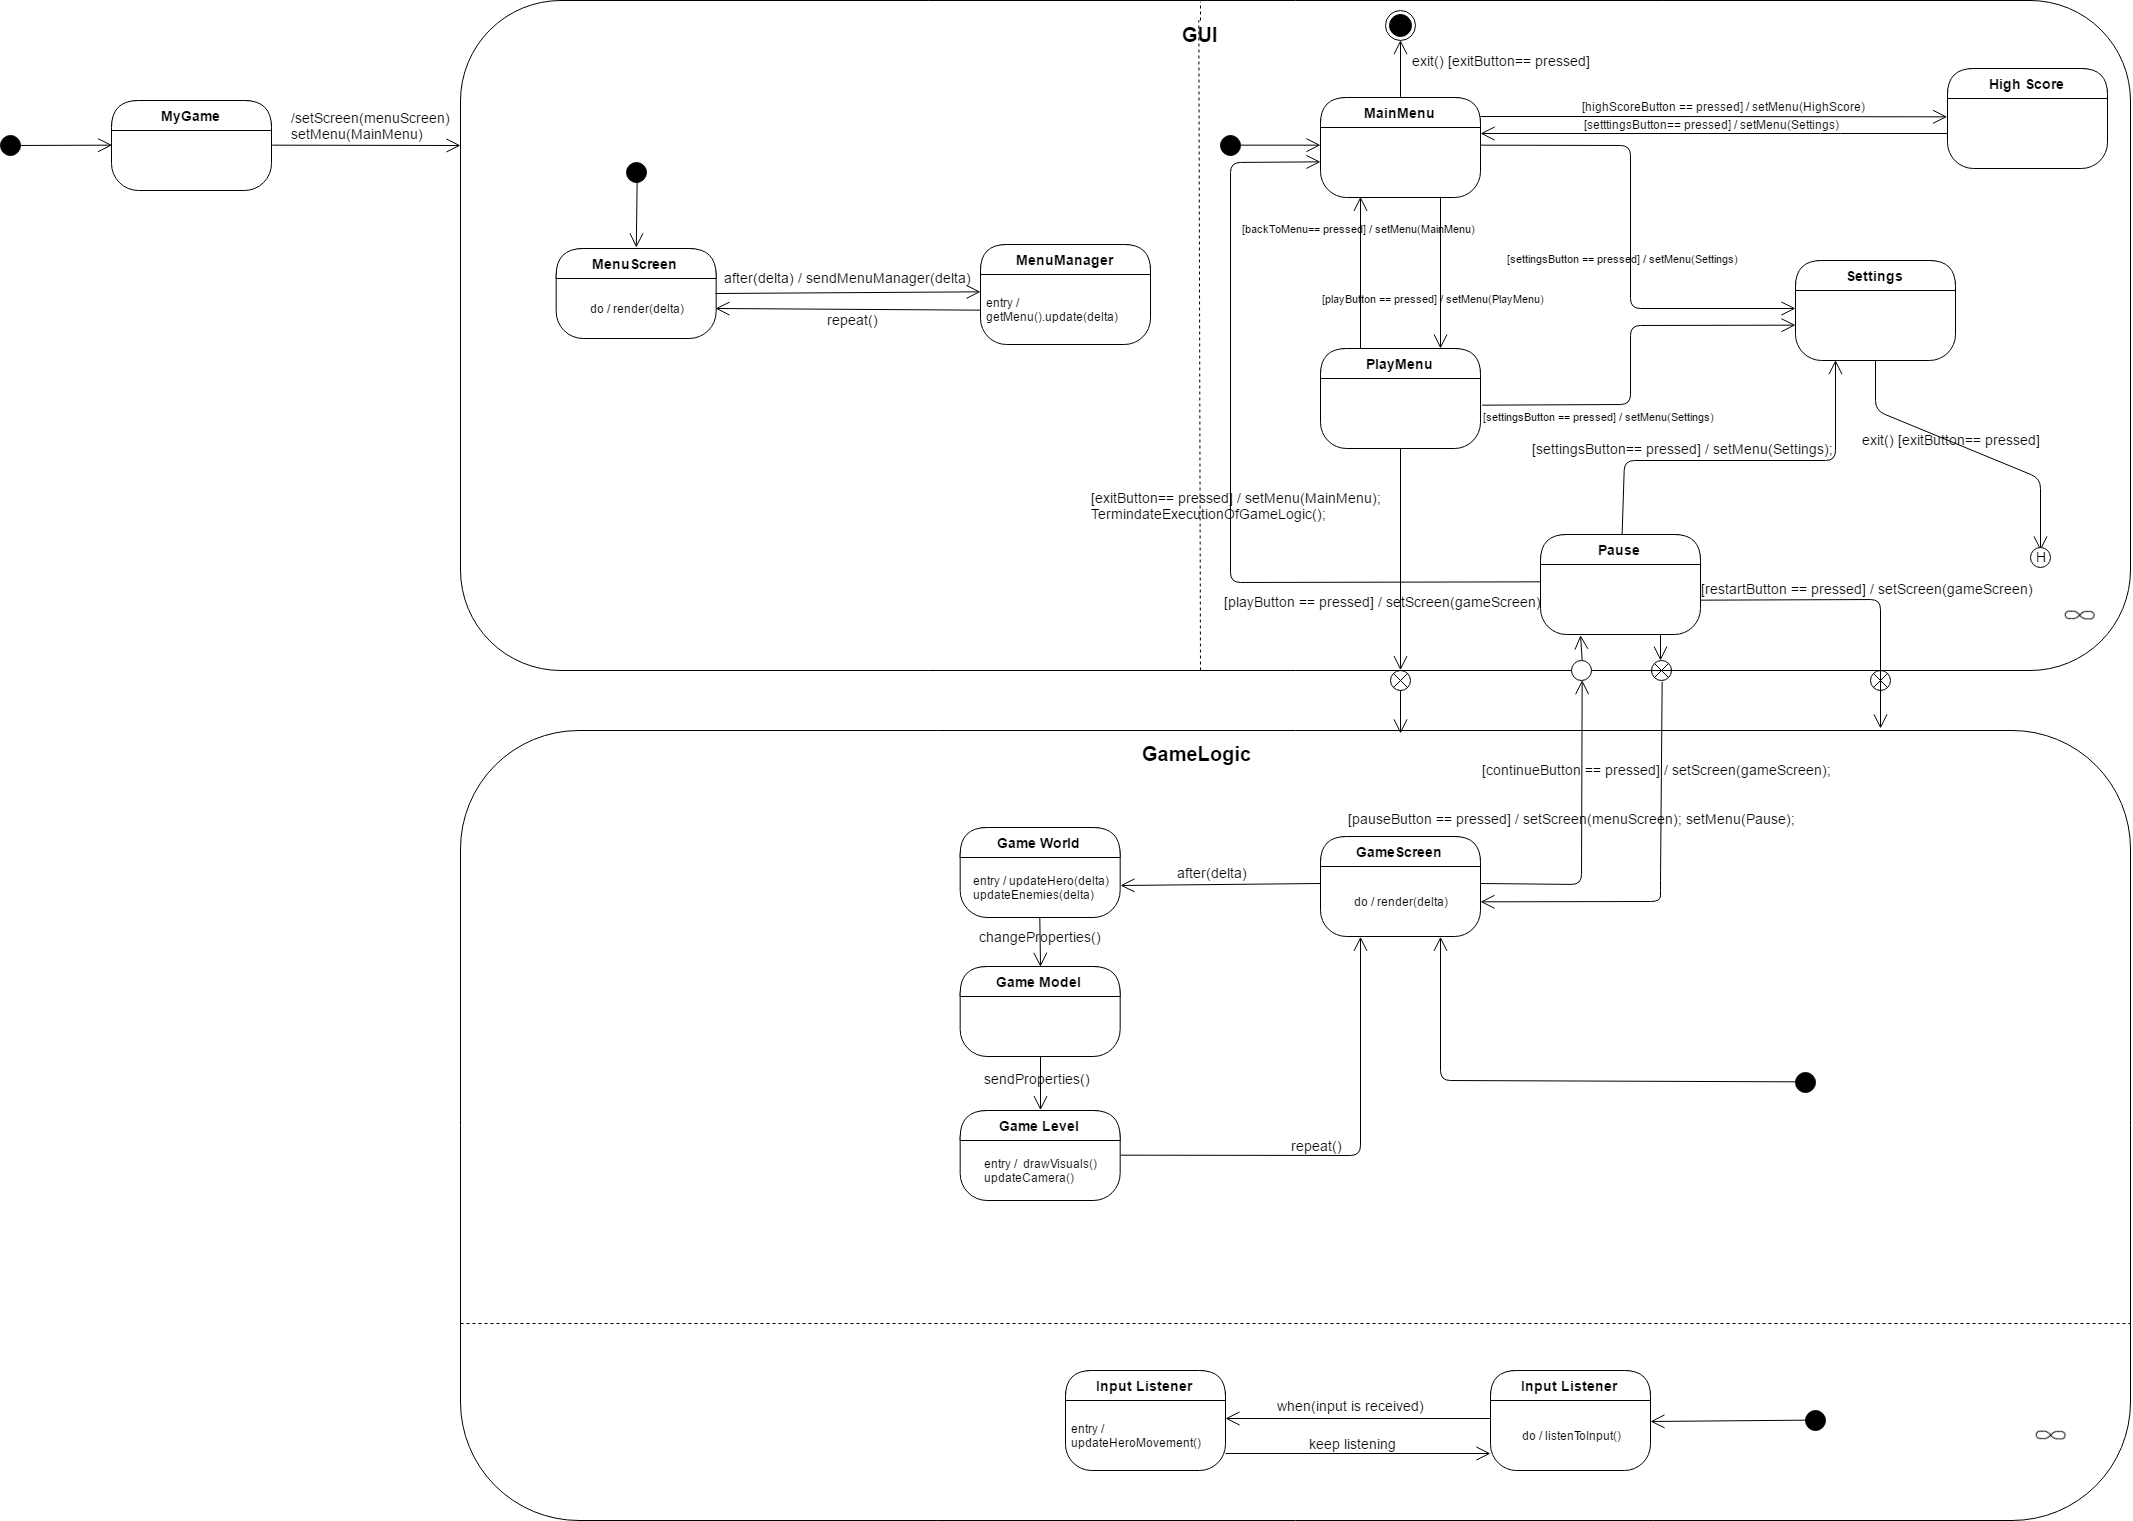 GUI
exit() [exitButton== pressed]
High Score
MyGame
/setScreen(menuScreen)
setMenu(MainMenu)
MainMenu
[highScoreButton == pressed] / setMenu(HighScore)
[setttingsButton== pressed] / setMenu(Settings)
[backToMenu== pressed] / setMenu(MainMenu)
MenuScreen
do / render(delta)
after(delta) / sendMenuManager(delta)
repeat()
MenuManager
entry /
getMenu().update(delta)
[settingsButton == pressed] / setMenu(Settings)
Settings
[playButton == pressed] / setMenu(PlayMenu)
PlayMenu
[settingsButton == pressed] / setMenu(Settings)
[settingsButton== pressed] / setMenu(Settings);
exit() [exitButton== pressed]
[exitButton== pressed] / setMenu(MainMenu);
TermindateExecutionOfGameLogic();
Pause
H
[restartButton == pressed] / setScreen(gameScreen)
[playButton == pressed] / setScreen(gameScreen)
GameLogic
[continueButton == pressed] / setScreen(gameScreen);
[pauseButton == pressed] / setScreen(menuScreen); setMenu(Pause);
Game World
entry / updateHero(delta)
updateEnemies(delta)
after(delta)
GameScreen
do / render(delta)
changeProperties()
Game Model
sendProperties()
Game Level
entry /  drawVisuals()
updateCamera()
repeat()
Input Listener
entry /
updateHeroMovement()
when(input is received)
keep listening
Input Listener
do / listenToInput()